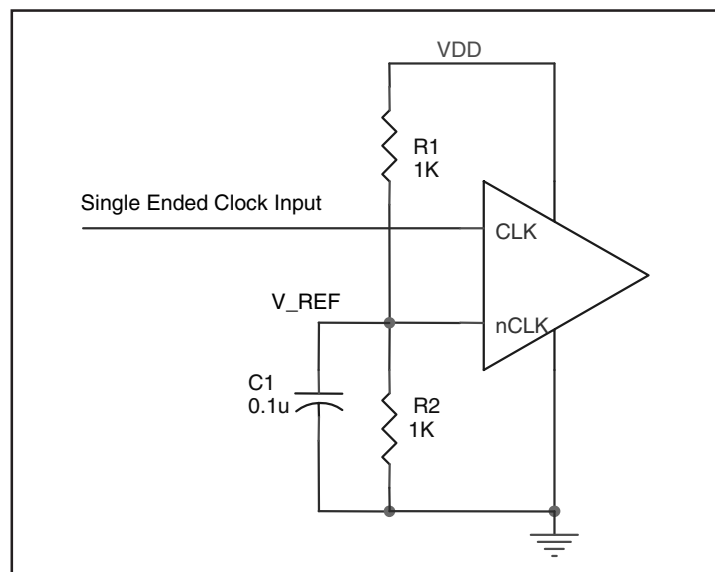 VDD
R1
1K
Single Ended Clock Input
CLK
V_REF
nCLK
C1
0.1u
R2
1K